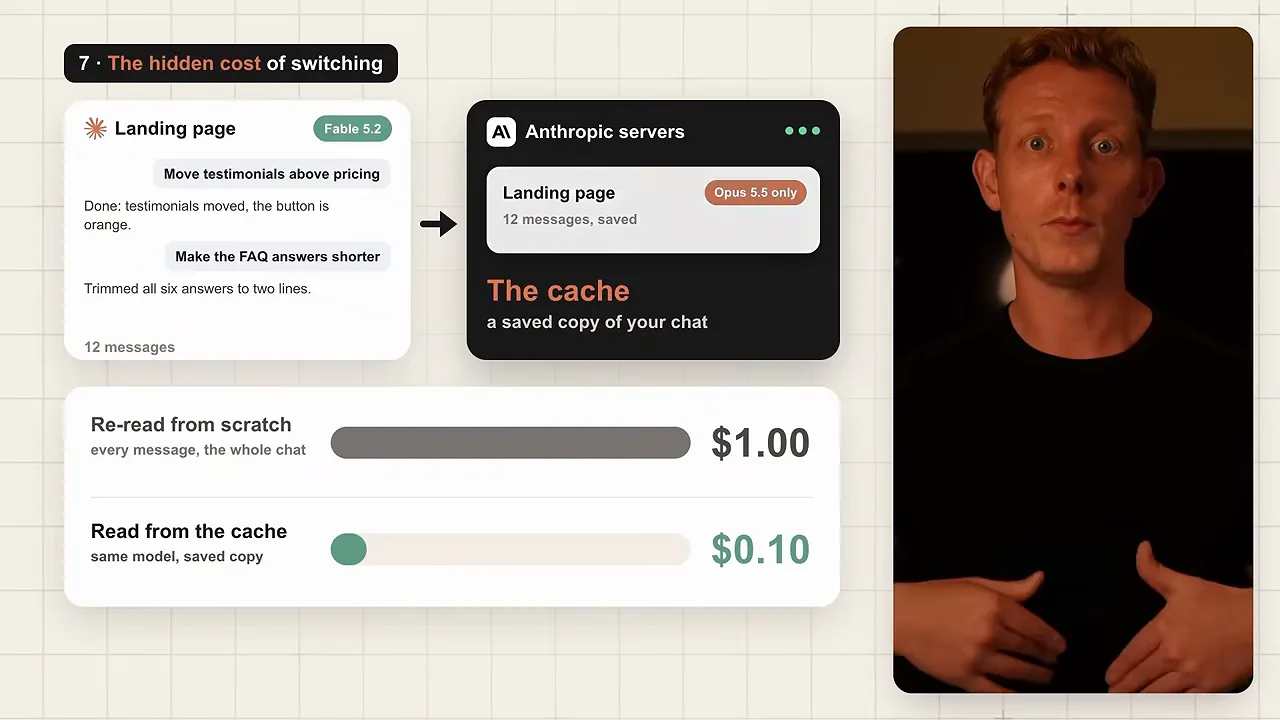 7 · The hidden cost of switching
Landing page
Fable 5.2
Move testimonials above pricing
Done: testimonials moved, the button is
orange.
Make the FAQ answers shorter
Trimmed all six answers to two lines.
12 messages
Anthropic servers
Landing page
Opus 5.5 only
12 messages, saved
The cache
a saved copy of your chat
Re-read from scratch
every message, the whole chat
$1.00
Read from the cache
same model, saved copy
$0.10